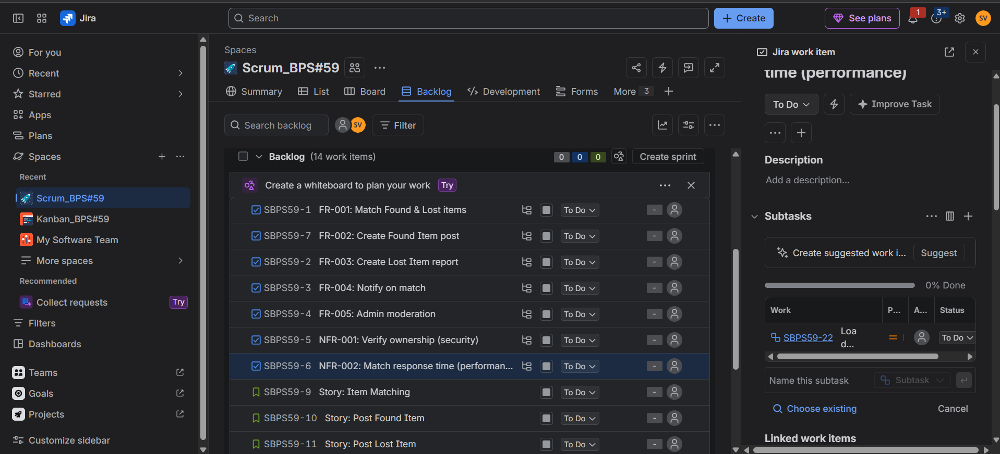 Jira
Search
Create
See plans
1
3+
SV
For you
Recent
Starred
Apps
Plans
Spaces
Recent
Scrum_BPS#59
Kanban_BPS#59
My Software Team
More spaces
Recommended
Collect requests
Try
Filters
Dashboards
Teams
Goals
Projects
Customize sidebar
Spaces
Scrum_BPS#59
Summary
List
Board
Backlog
Development
Forms
More 3
Search backlog
SV
Filter
Backlog (14 work items)
0 0 0
Create sprint
Create a whiteboard to plan your work Try
SBPS59-1 FR-001: Match Found & Lost items To Do -
SBPS59-7 FR-002: Create Found Item post To Do -
SBPS59-2 FR-003: Create Lost Item report To Do -
SBPS59-3 FR-004: Notify on match To Do -
SBPS59-4 FR-005: Admin moderation To Do -
SBPS59-5 NFR-001: Verify ownership (security) To Do -
SBPS59-6 NFR-002: Match response time (performan... To Do -
SBPS59-9 Story: Item Matching To Do -
SBPS59-10 Story: Post Found Item To Do -
SBPS59-11 Story: Post Lost Item To Do -
Jira work item
time (performance)
To Do
Improve Task
Description
Add a description...
Subtasks
Create suggested work i... Suggest
0% Done
Work P... A... Status
SBPS59-22 Loa To Do
d...
Name this subtask Subtask
Choose existing Cancel
Linked work items